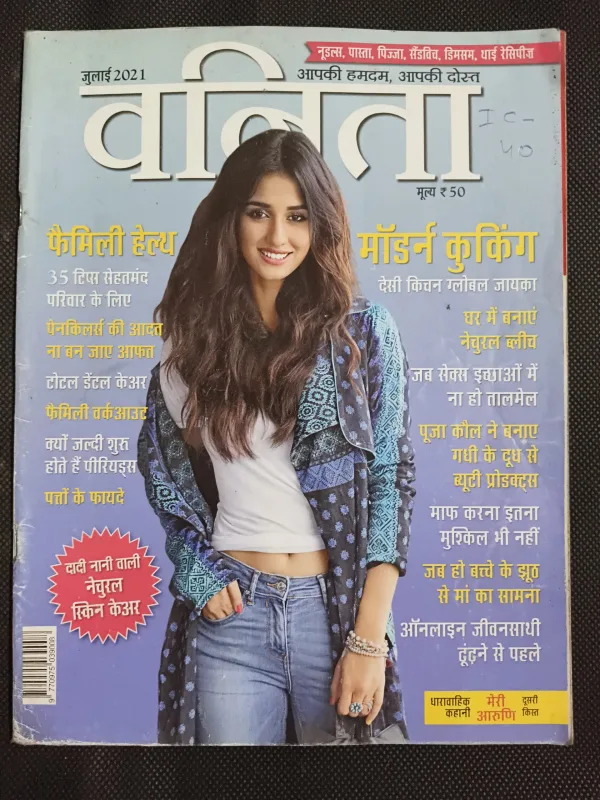 नूडल्स, पास्ता, पिज्जा, सैंडविच, डिमसम, थाई रेसिपीज
जुलाई 2021
आपकी हमदम, आपकी दोस्त
वनिता
IC-
40
मूल्य ₹ 50
फैमिली हेल्थ
35 टिप्स सेहतमंद
परिवार के लिए
पेनकिलर्स की आदत
ना बन जाए आफत
टोटल डेंटल केअर
फैमिली वर्कआउट
क्यों जल्दी शुरू
होते हैं पीरियड्स
पत्तों के फायदे
दादी नानी वाली
नेचुरल
स्किन केअर
मॉडर्न कुकिंग
देसी किचन ग्लोबल जायका
घर में बनाएं
नेचुरल ब्लीच
जब सेक्स इच्छाओं में
ना हो तालमेल
पूजा कौल ने बनाए
गधी के दूध से
ब्यूटी प्रोडक्ट्स
माफ करना इतना
मुश्किल भी नहीं
जब हो बच्चे के झूठ
से मां का सामना
ऑनलाइन जीवनसाथी
ढूंढ़ने से पहले
धारावाहिक
कहानी
मेरी
आरुणि
दूसरी
किस्त